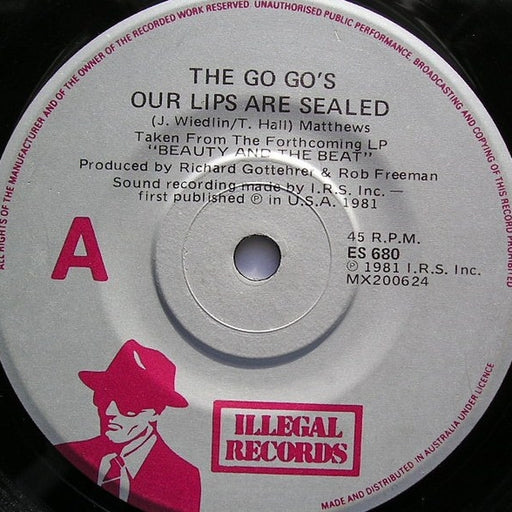 ALL RIGHTS OF THE MANUFACTURER AND OF THE OWNER OF THE RECORDED WORK RESERVED. UNAUTHORISED PUBLIC PERFORMANCE, BROADCASTING AND COPYING OF THIS RECORD PROHIBITED
THE GO GO'S
OUR LIPS ARE SEALED
(J. Wiedlin/T. Hall) Matthews
Taken From The Forthcoming LP
"BEAUTY AND THE BEAT"
Produced by Richard Gottehrer & Rob Freeman
Sound recording made by I.R.S. Inc. —
first published ℗ in U.S.A. 1981
A
45 R.P.M.
ES 680
℗ 1981 I.R.S. Inc.
MX200624
ILLEGAL
RECORDS
MADE AND DISTRIBUTED IN AUSTRALIA UNDER LICENCE